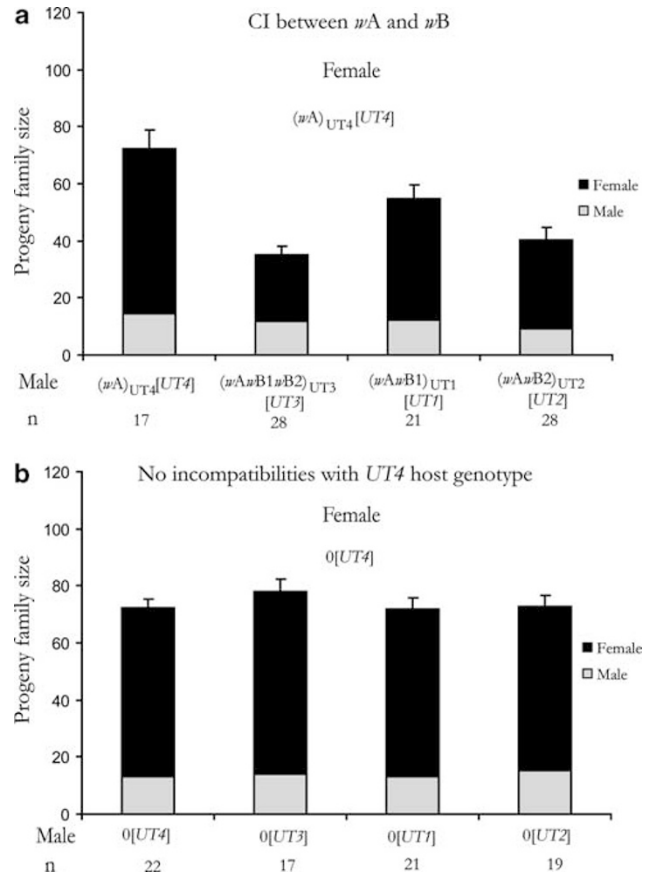 a
CI between wA and wB
Female
(wA)UT4[UT4]
Progeny family size
120
100
80
60
40
20
0
Female
Male
Male
(wA)UT4[UT4]
(wAwB1wB2)UT3
[UT3]
(wAwB1)UT1
[UT1]
(wAwB2)UT2
[UT2]
n
17
28
21
28
b
No incompatibilities with UT4 host genotype
Female
0[UT4]
Progeny family size
120
100
80
60
40
20
0
Female
Male
Male
0[UT4]
0[UT3]
0[UT1]
0[UT2]
n
22
17
21
19